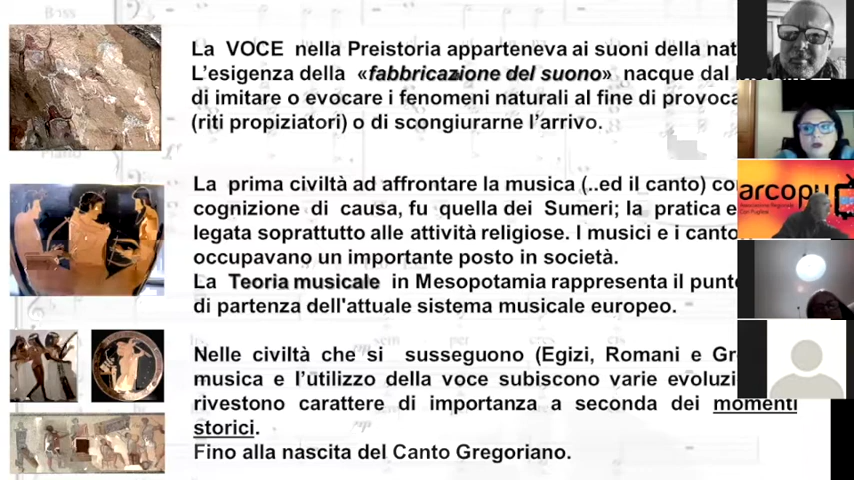 La VOCE nella Preistoria apparteneva ai suoni della nat
L'esigenza della «fabbricazione del suono» nacque dal
di imitare o evocare i fenomeni naturali al fine di provoca
(riti propiziatori) o di scongiurarne l'arrivo.
La prima civiltà ad affrontare la musica (..ed il canto) co
cognizione di causa, fu quella dei Sumeri; la pratica e
legata soprattutto alle attività religiose. I musici e i canto
occupavano un importante posto in società.
La Teoria musicale in Mesopotamia rappresenta il punt
di partenza dell'attuale sistema musicale europeo.
Nelle civiltà che si susseguono (Egizi, Romani e Gr
musica e l'utilizzo della voce subiscono varie evoluzi
rivestono carattere di importanza a seconda dei momenti
storici.
Fino alla nascita del Canto Gregoriano.
arcopu
Associazione Regionale
Cori Pugliesi